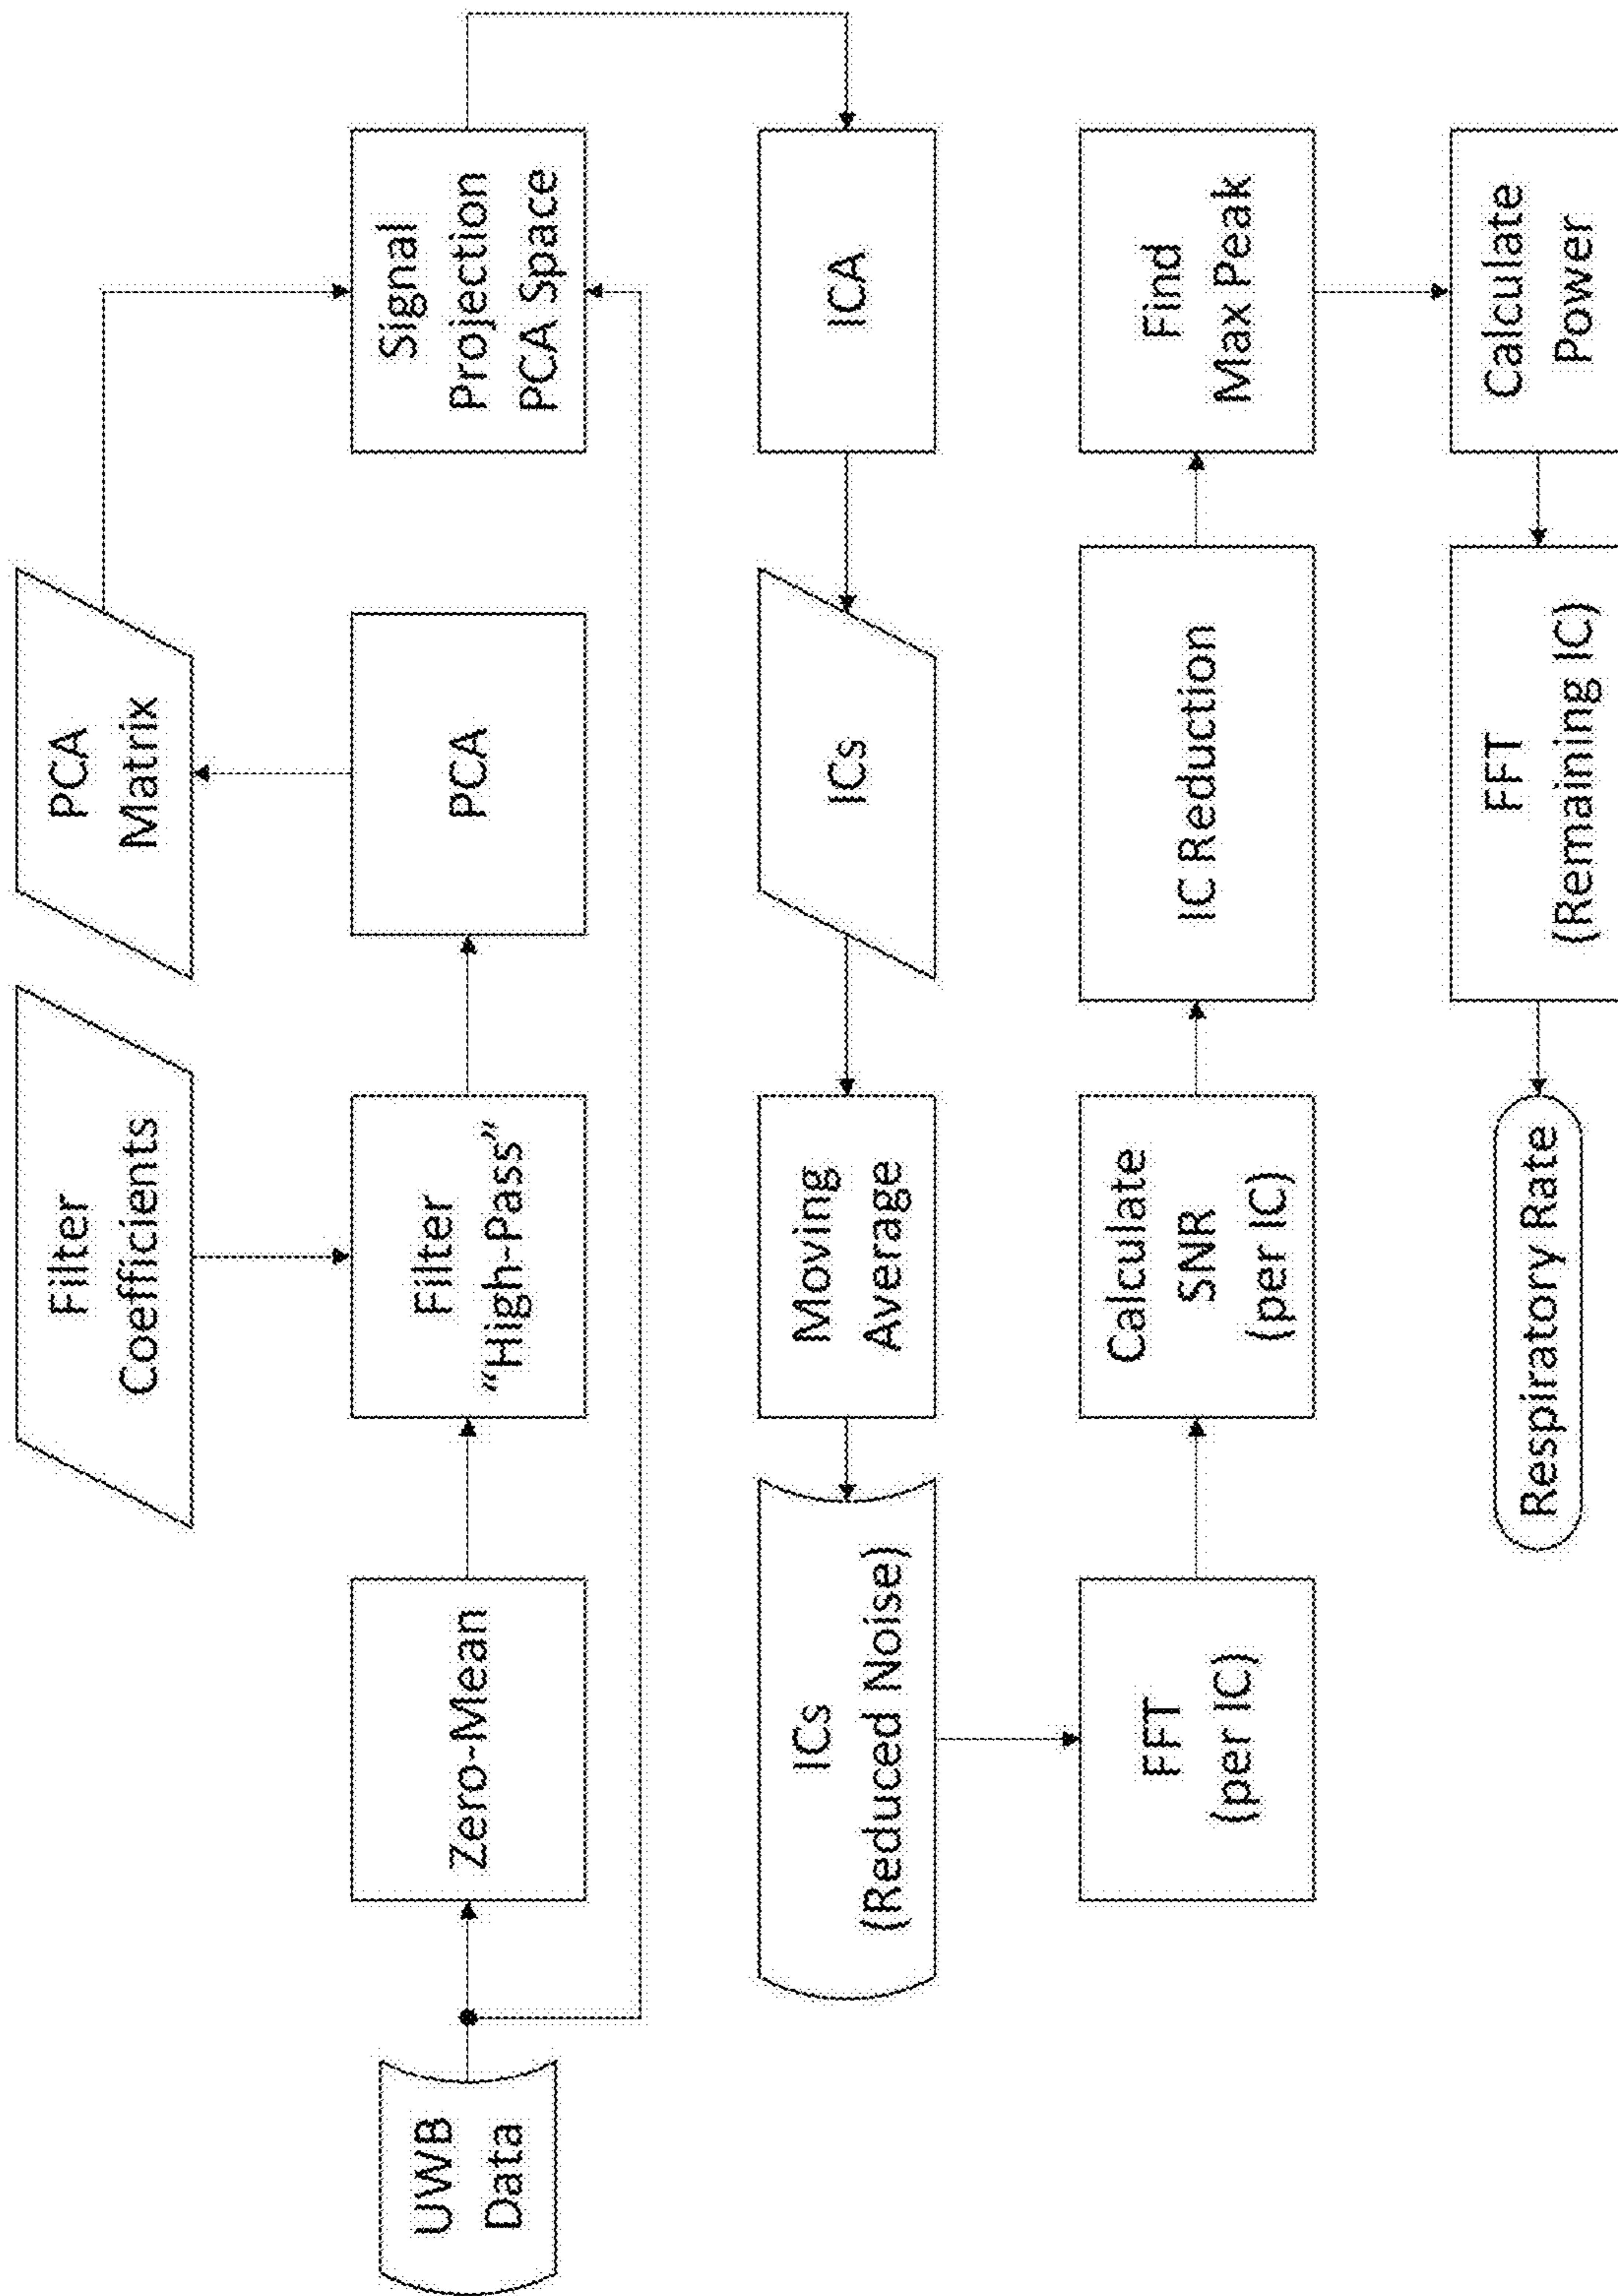 Filter
Coefficients
PCA
Matrix
UWB
Data
Zero-Mean
Filter
“High-Pass”
PCA
Signal
Projection
PCA Space
ICA
ICs
Moving
Average
ICs
(Reduced Noise)
FFT
(per IC)
Calculate
SNR
(per IC)
IC Reduction
Find
Max Peak
Calculate
Power
FFT
(Remaining IC)
Respiratory Rate